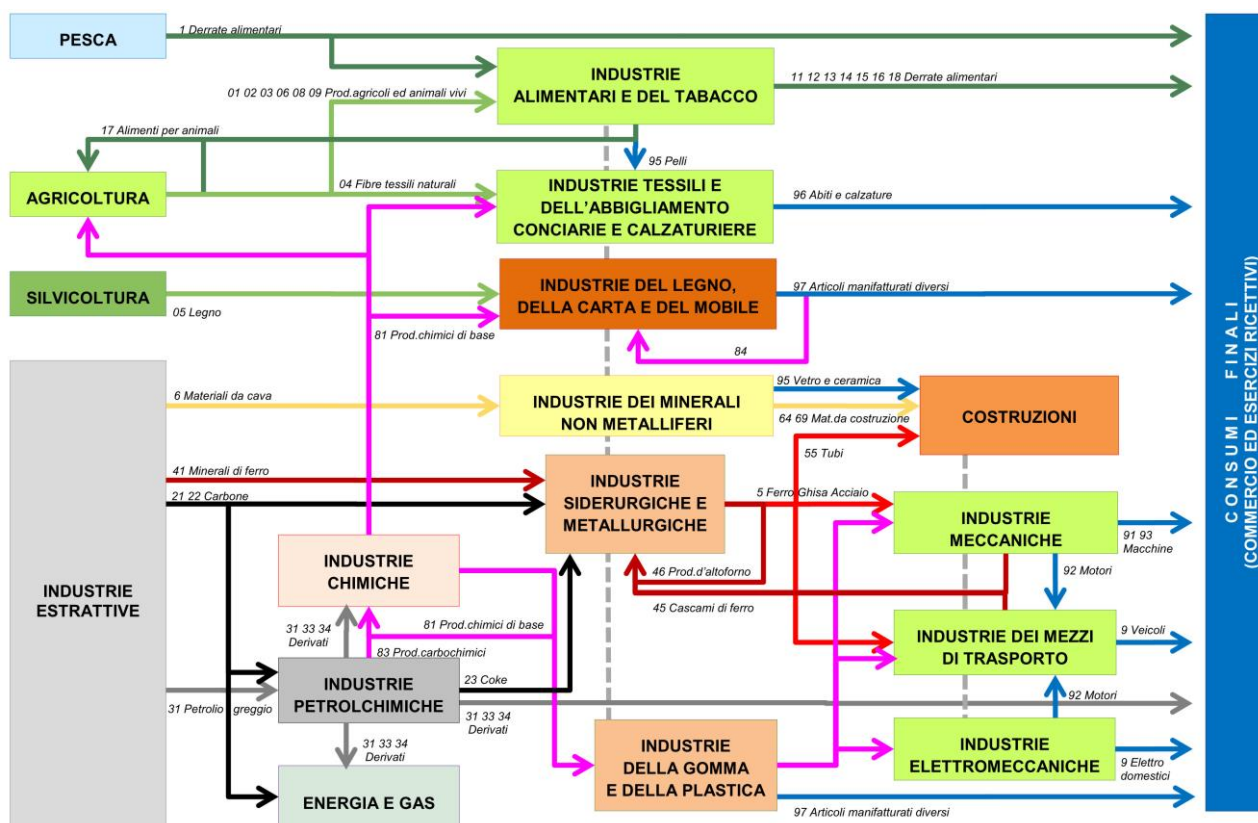 PESCA
1 Derrate alimentari
INDUSTRIE
ALIMENTARI E DEL TABACCO
11 12 13 14 15 16 18 Derrate alimentari
01 02 03 06 08 09 Prod.agricoli ed animali vivi
17 Alimenti per animali
95 Pelli
AGRICOLTURA
04 Fibre tessili naturali
INDUSTRIE TESSILI E
DELL'ABBIGLIAMENTO
CONCIARIE E CALZATURIERE
96 Abiti e calzature
SILVICOLTURA
05 Legno
INDUSTRIE DEL LEGNO,
DELLA CARTA E DEL MOBILE
97 Articoli manifatturati diversi
81 Prod.chimici di base
84
6 Materiali da cava
INDUSTRIE DEI MINERALI
NON METALLIFERI
95 Vetro e ceramica
64 69 Mat.da costruzione
COSTRUZIONI
55 Tubi
41 Minerali di ferro
21 22 Carbone
INDUSTRIE
SIDERURGICHE E
METALLURGICHE
5 Ferro Ghisa Acciaio
INDUSTRIE
MECCANICHE
91 93
Macchine
INDUSTRIE
ESTRATTIVE
INDUSTRIE
CHIMICHE
46 Prod.d'altoforno
45 Cascami di ferro
92 Motori
31 33 34
Derivati
81 Prod.chimici di base
83 Prod.carbochimici
INDUSTRIE DEI MEZZI
DI TRASPORTO
9 Veicoli
31 Petrolio greggio
INDUSTRIE
PETROLCHIMICHE
23 Coke
31 33 34
Derivati
92 Motori
31 33 34
Derivati
INDUSTRIE
DELLA GOMMA
E DELLA PLASTICA
INDUSTRIE
ELETTROMECCANICHE
9 Elettro
domestici
ENERGIA E GAS
97 Articoli manifatturati diversi
CONSUMI FINALI
(COMMERCIO ED ESERCIZI RICETTIVI)